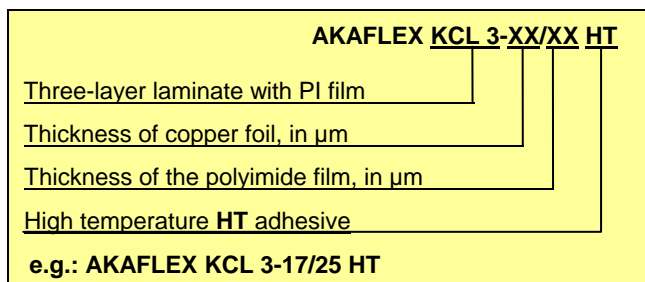 AKAFLEX KCL 3-XX/XX HT
Three-layer laminate with PI film
Thickness of copper foil, in µm
Thickness of the polyimide film, in µm
High temperature HT adhesive
e.g.: AKAFLEX KCL 3-17/25 HT